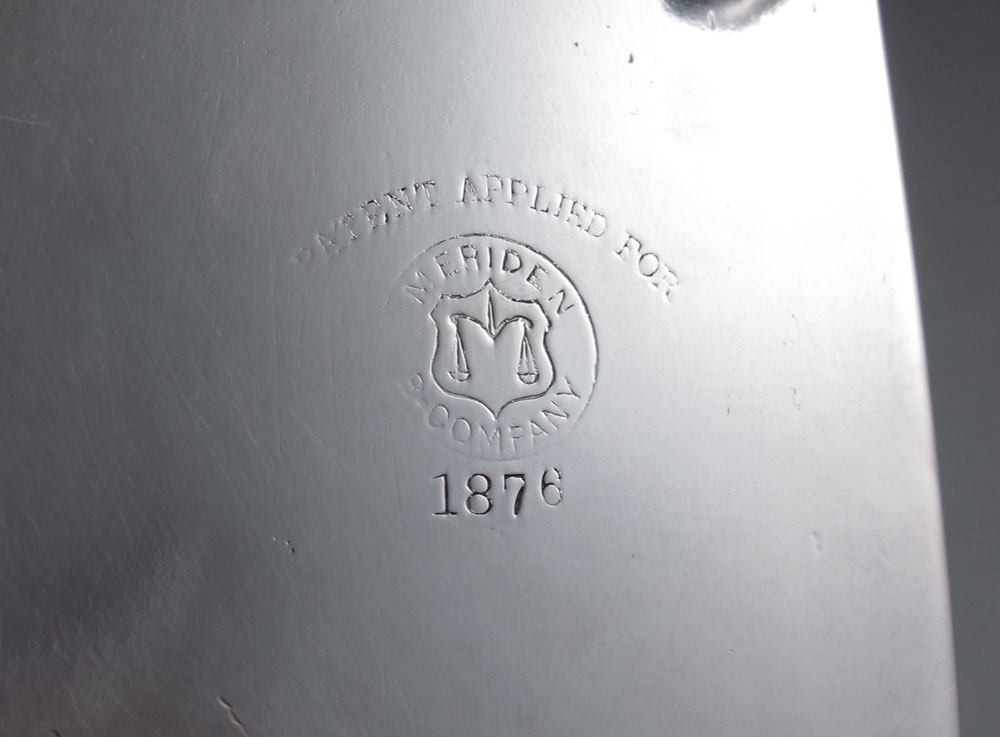 PATENT APPLIED FOR
MERIDEN
B. COMPANY
1876